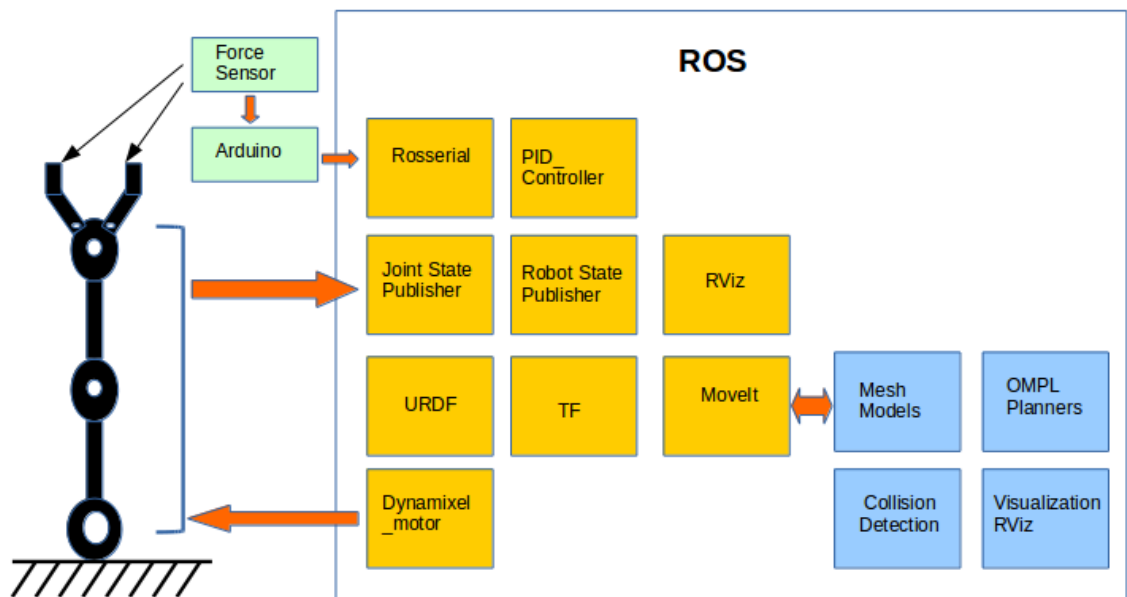 Force
Sensor
ROS
Arduino
Rosserial
PID_
Controller
Joint State
Publisher
Robot State
Publisher
RViz
URDF
TF
MoveIt
Mesh
Models
OMPL
Planners
Dynamixel
_motor
Collision
Detection
Visualization
RViz